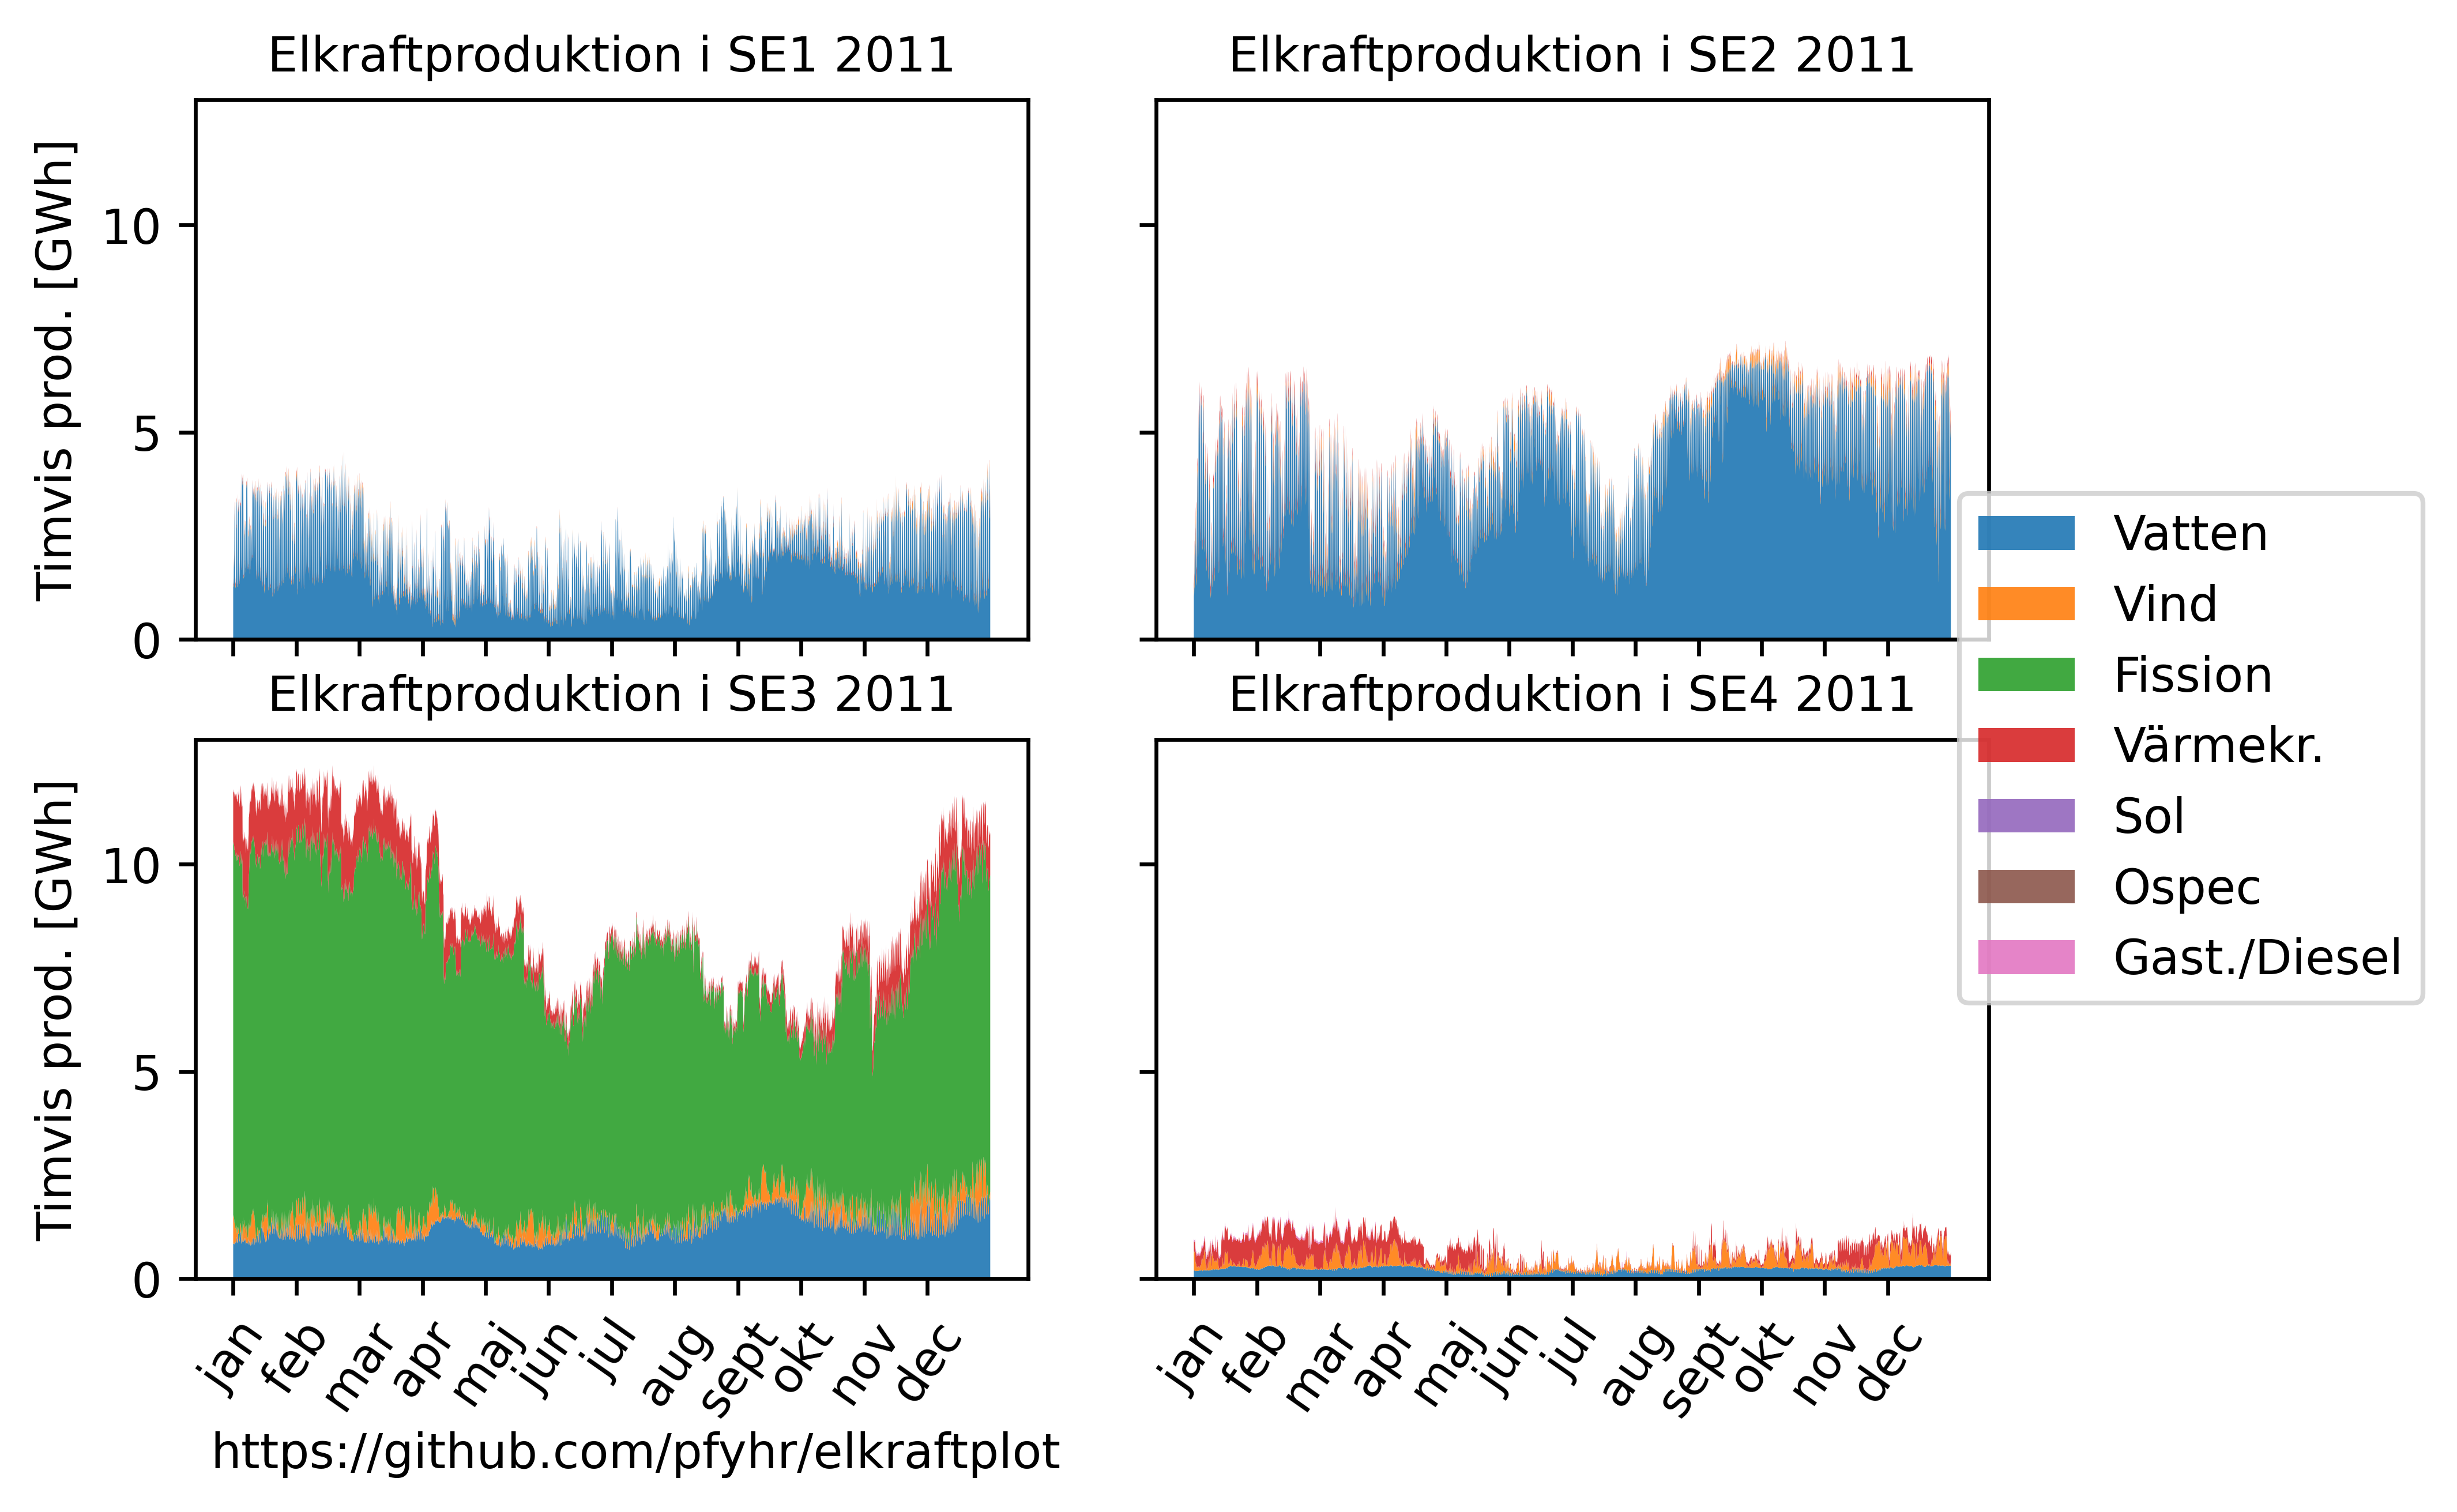 Elkraftproduktion i SE1 2011
Timvis prod. [GWh]
10
5
0
Elkraftproduktion i SE2 2011
Elkraftproduktion i SE3 2011
Timvis prod. [GWh]
10
5
0
jan feb mar apr maj jun jul aug sept okt nov dec
Elkraftproduktion i SE4 2011
jan feb mar apr maj jun jul aug sept okt nov dec
Vatten
Vind
Fission
Värmekr.
Sol
Ospec
Gast./Diesel
https://github.com/pfyhr/elkraftplot